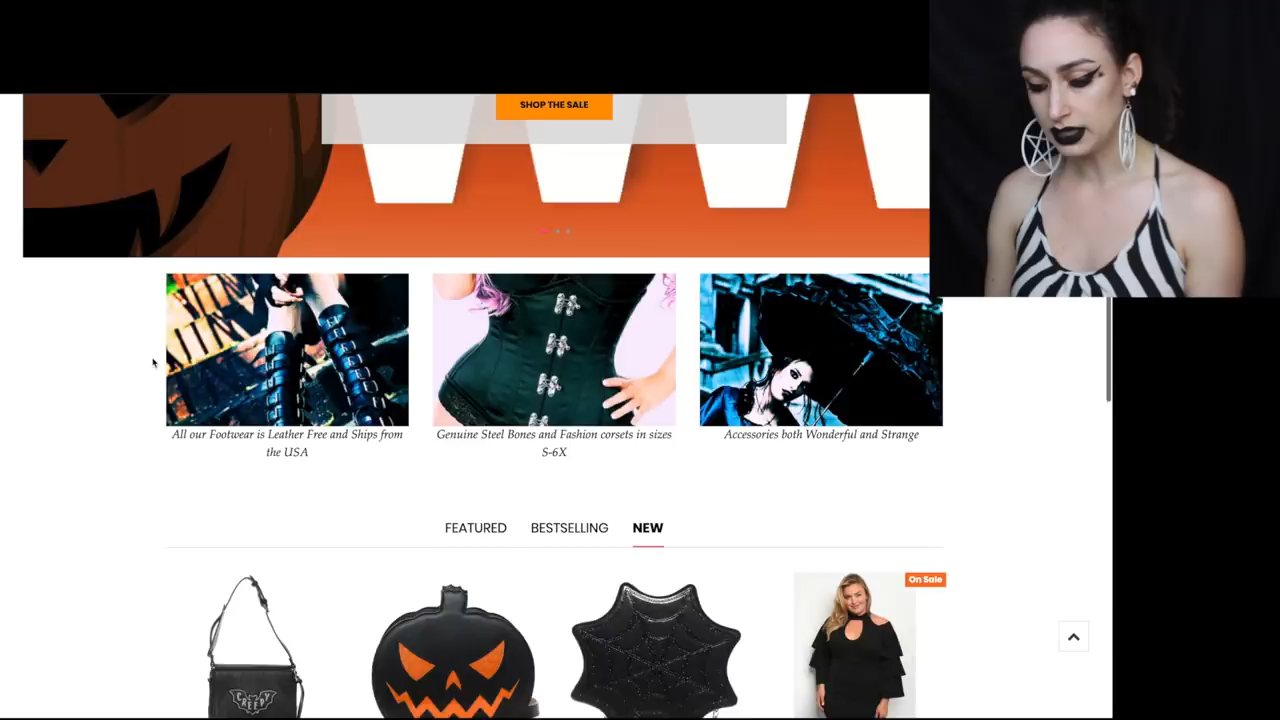 SHOP THE SALE
All our Footwear is Leather Free and Ships from
the USA
Genuine Steel Bones and Fashion corsets in sizes
S-6X
Accessories both Wonderful and Strange
FEATURED
BESTSELLING
NEW
On Sale
CREEPY